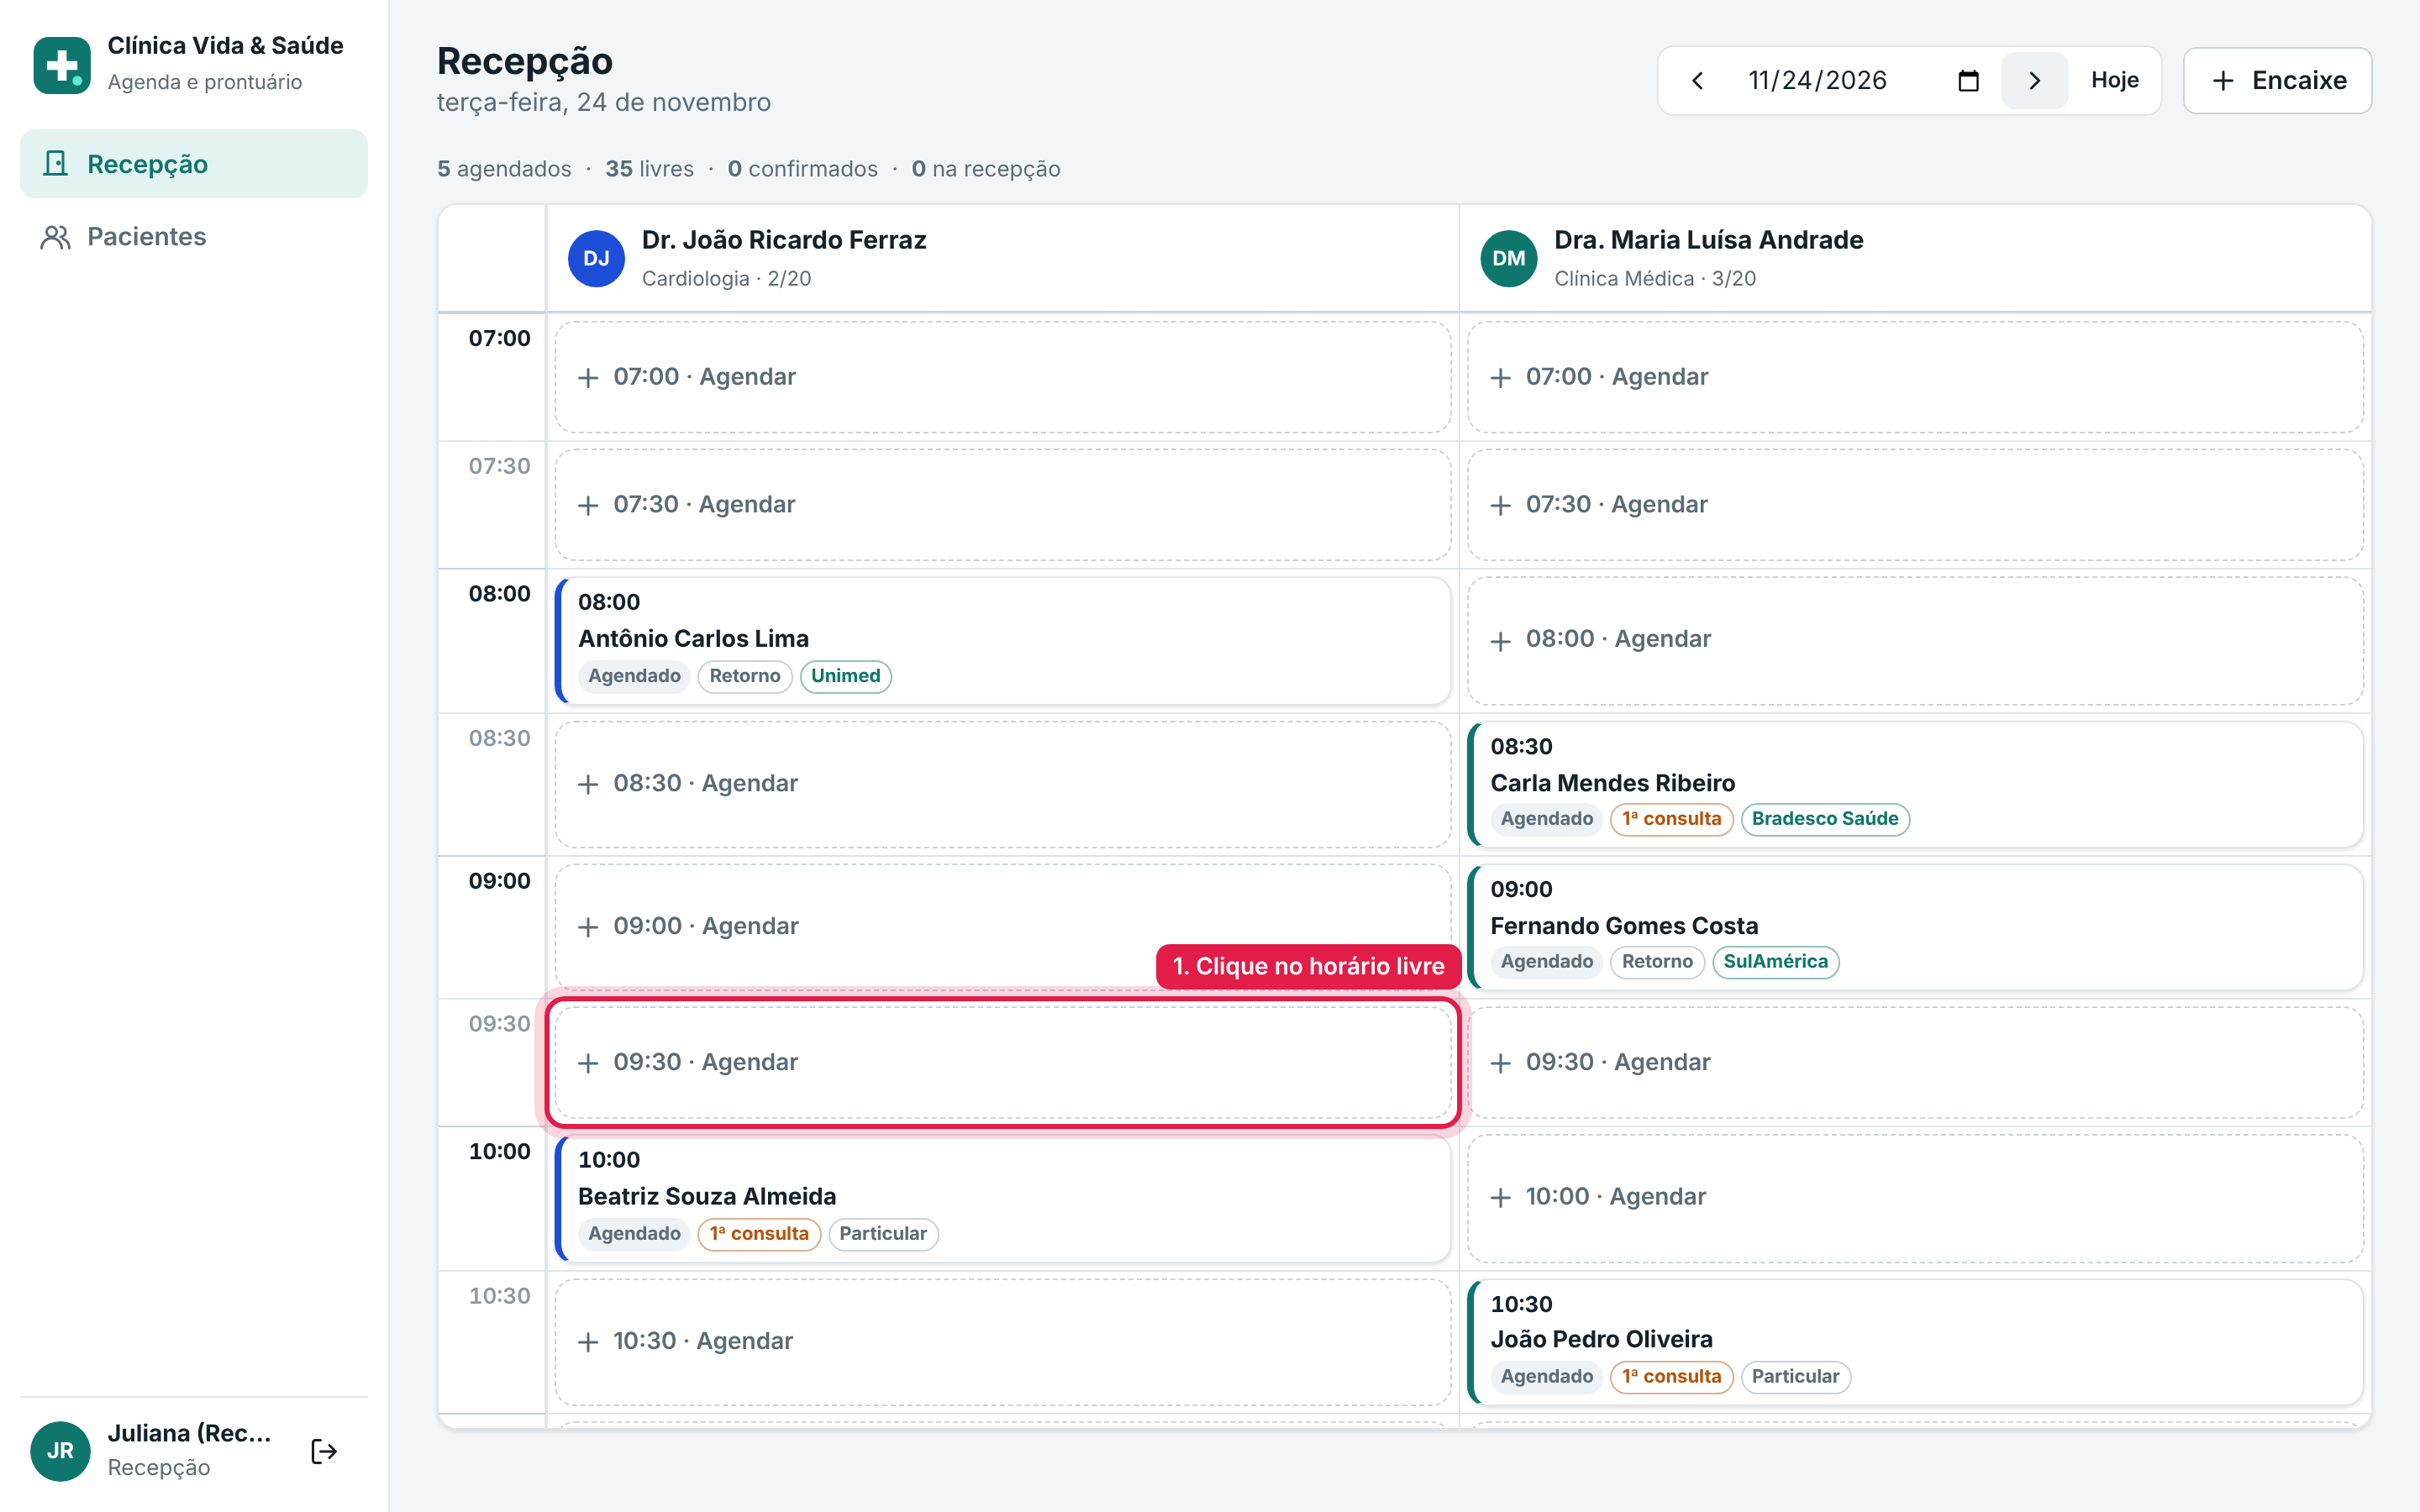 Clínica Vida & Saúde
Agenda e prontuário
Recepção
Pacientes
Recepção
terça-feira, 24 de novembro
11/24/2026
Hoje
Encaixe
5 agendados · 35 livres · 0 confirmados · 0 na recepção
DJ
Dr. João Ricardo Ferraz
Cardiologia · 2/20
DM
Dra. Maria Luísa Andrade
Clínica Médica · 3/20
07:00
+ 07:00 · Agendar
+ 07:00 · Agendar
07:30
+ 07:30 · Agendar
+ 07:30 · Agendar
08:00
08:00
Antônio Carlos Lima
Agendado Retorno Unimed
+ 08:00 · Agendar
08:30
+ 08:30 · Agendar
08:30
Carla Mendes Ribeiro
Agendado 1ª consulta Bradesco Saúde
09:00
+ 09:00 · Agendar
09:00
Fernando Gomes Costa
Agendado Retorno SulAmérica
1. Clique no horário livre
09:30
+ 09:30 · Agendar
+ 09:30 · Agendar
10:00
10:00
Beatriz Souza Almeida
Agendado 1ª consulta Particular
+ 10:00 · Agendar
10:30
+ 10:30 · Agendar
10:30
João Pedro Oliveira
Agendado 1ª consulta Particular
JR
Juliana (Rec...
Recepção